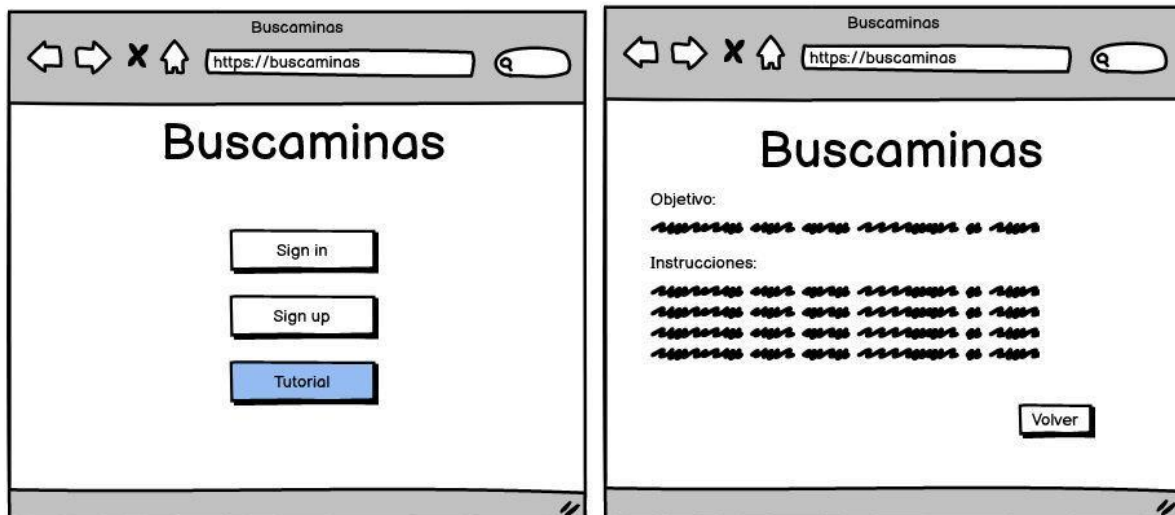 Buscaminas
https://buscaminas
Buscaminas
Sign in
Sign up
Tutorial
Buscaminas
https://buscaminas
Buscaminas
Objetivo:
Instrucciones:
Volver